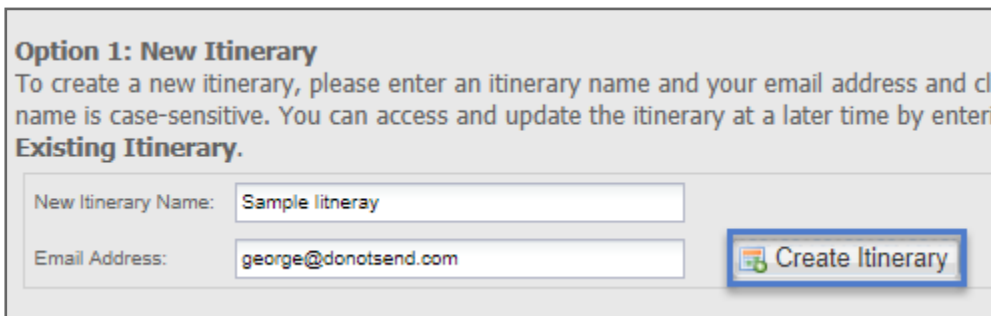 Option 1: New Itinerary
To create a new itinerary, please enter an itinerary name and your email address and cl
name is case-sensitive. You can access and update the itinerary at a later time by enteri
Existing Itinerary.
New Itinerary Name: Sample Iitneray
Email Address: george@donotsend.com Create Itinerary